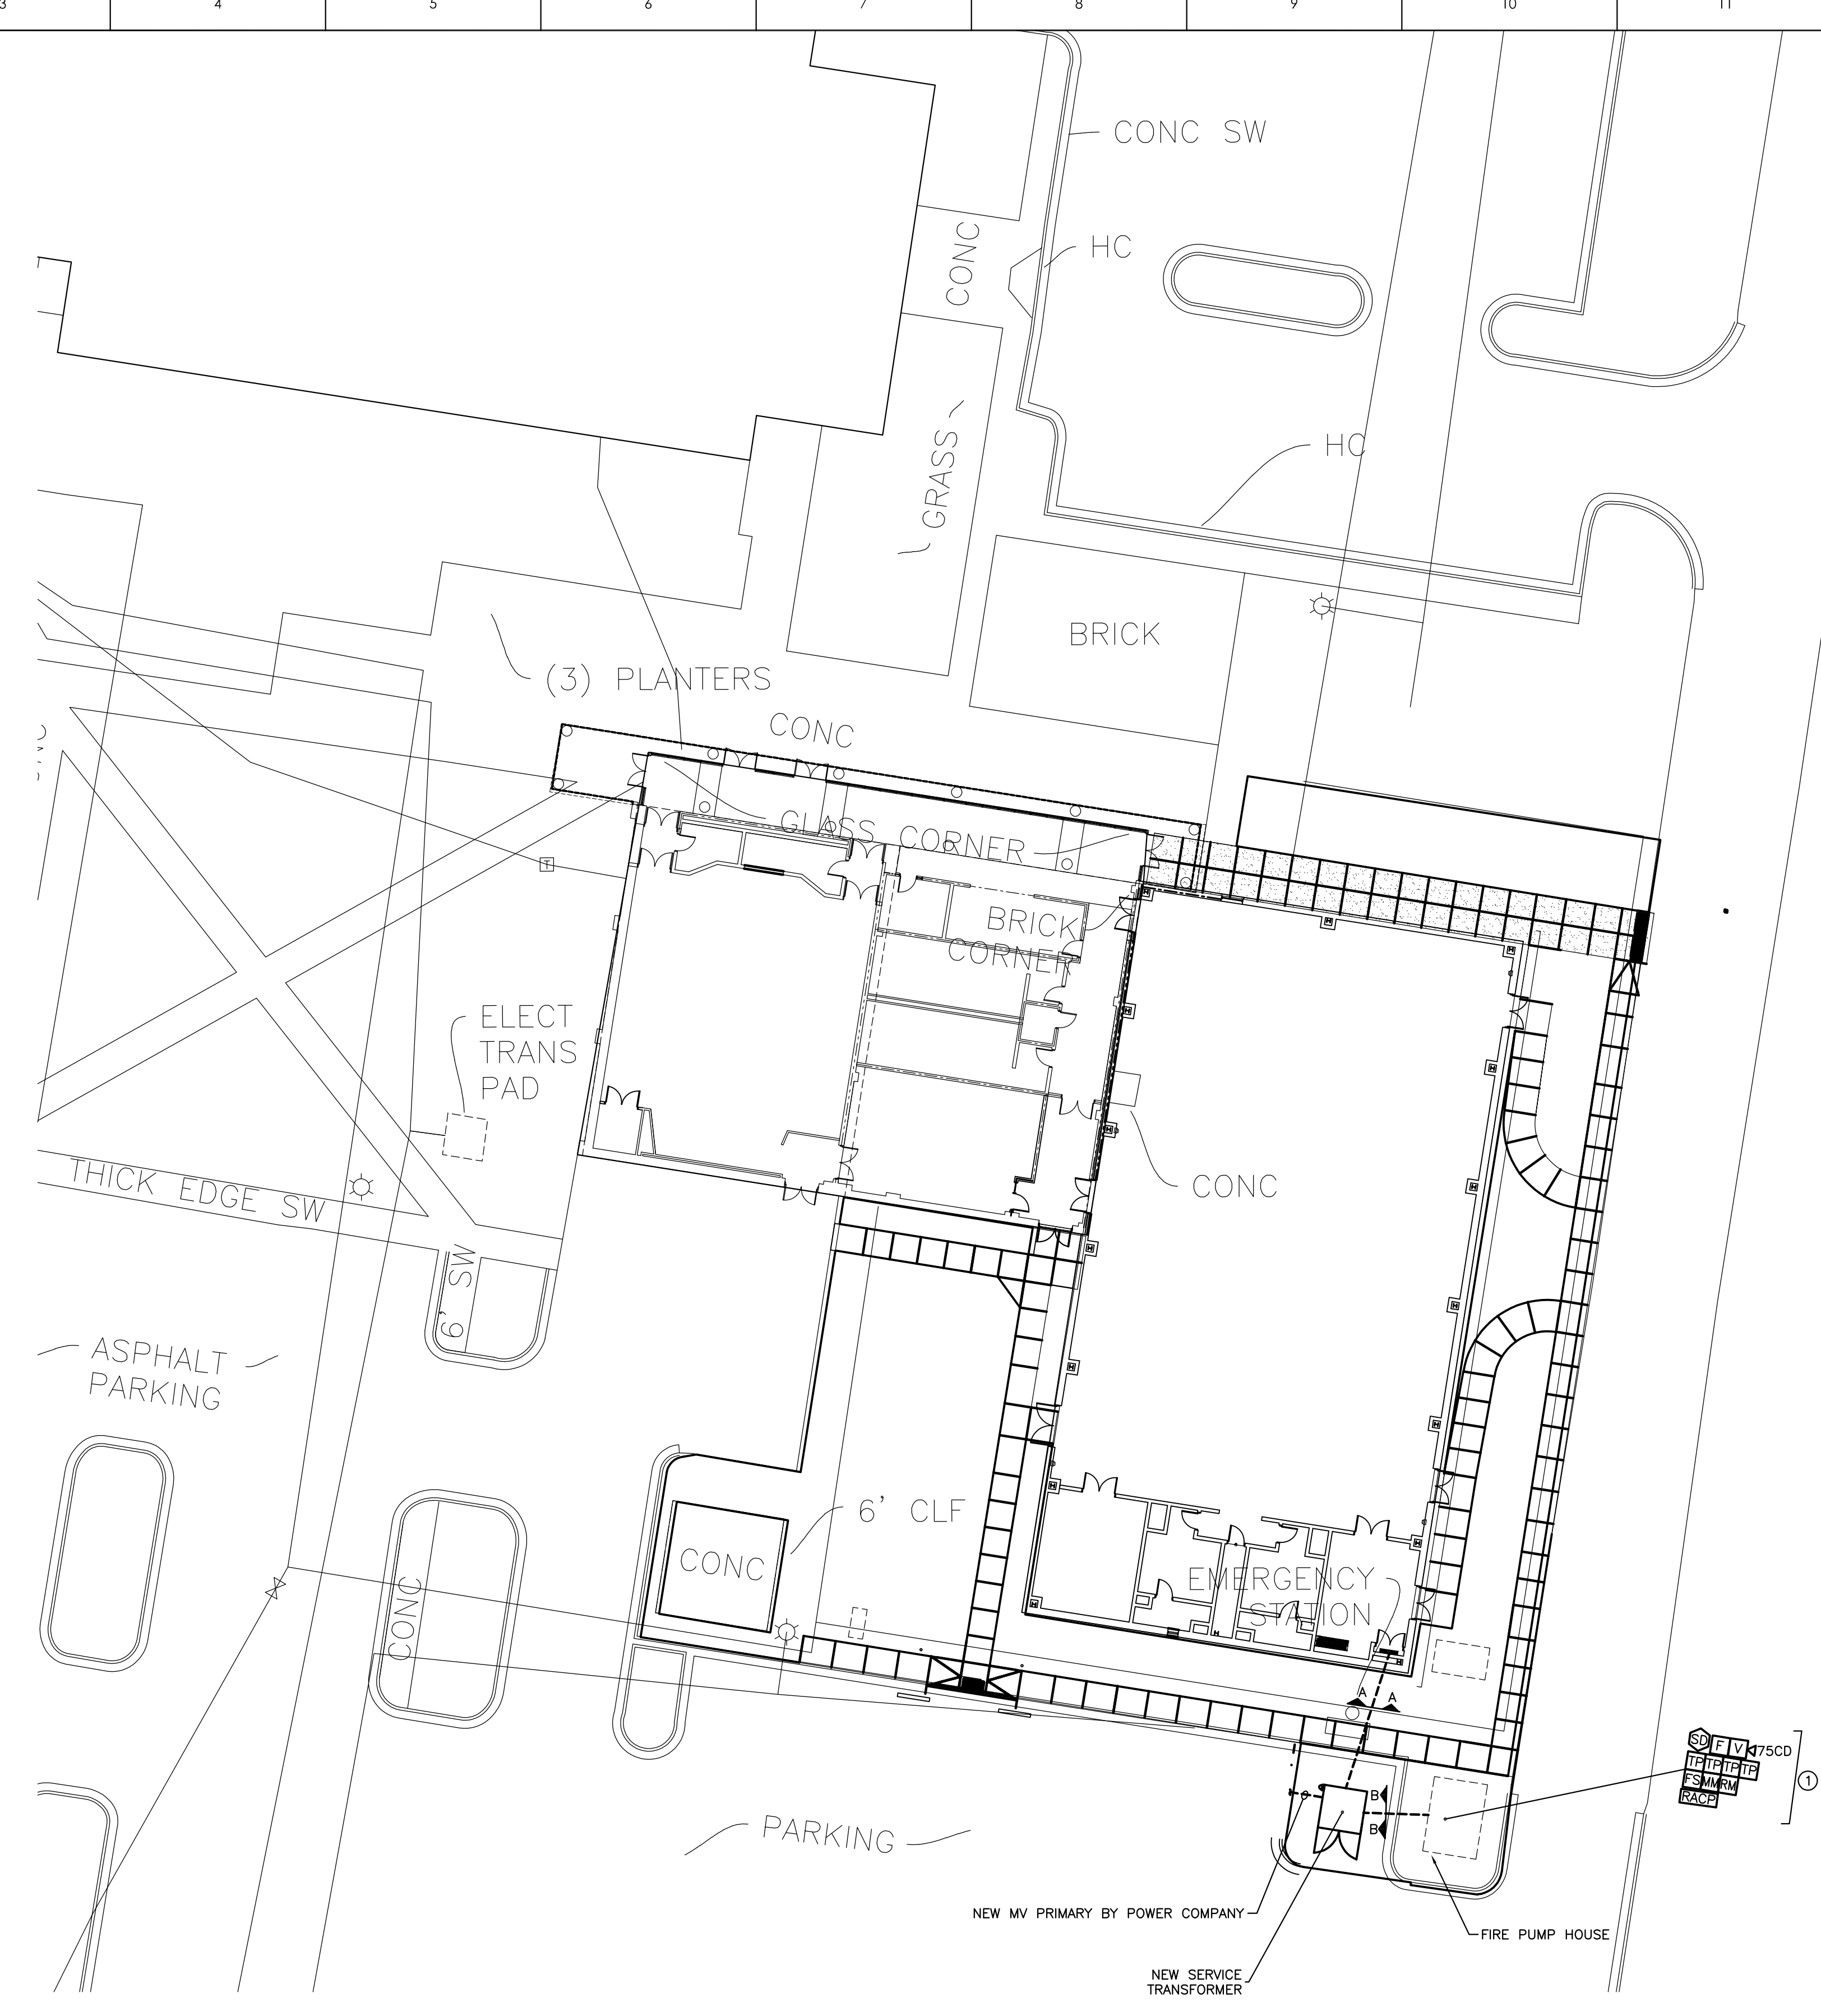 3
4
5
6
7
8
9
10
11
CONC SW
CONC
HC
GRASS
HC
BRICK
(3) PLANTERS
CONC
GLASS CORNER
BRICK
CORNER
T
ELECT
TRANS
PAD
CONC
THICK EDGE SW
6' SW
ASPHALT
PARKING
6' CLF
CONC
CONC
EMERGENCY
STATION
A
A
SD F V 75CD
TP TP TP TP
FS MM RM
RACP
1
B
B
PARKING
NEW MV PRIMARY BY POWER COMPANY
FIRE PUMP HOUSE
NEW SERVICE
TRANSFORMER